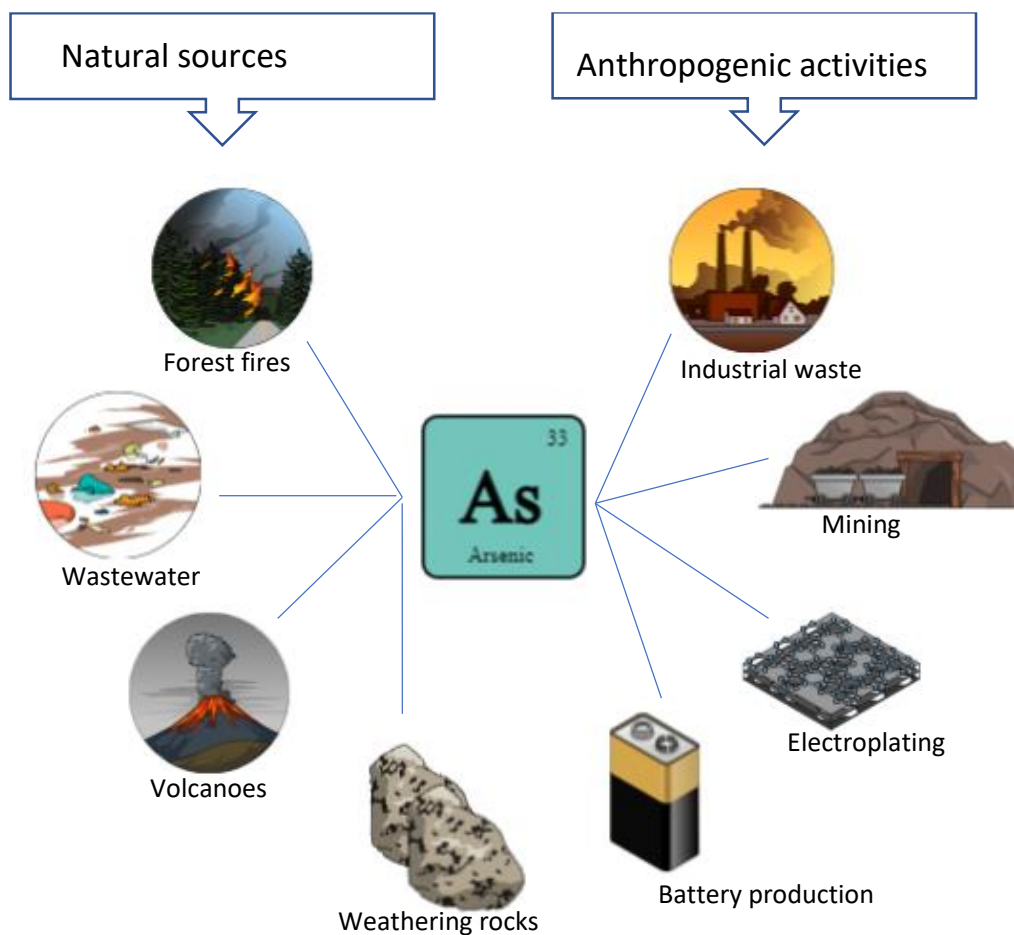 Natural sources
Anthropogenic activities
Forest fires
Industrial waste
33
As
Arsenic
Mining
Wastewater
Electroplating
Volcanoes
Battery production
Weathering rocks